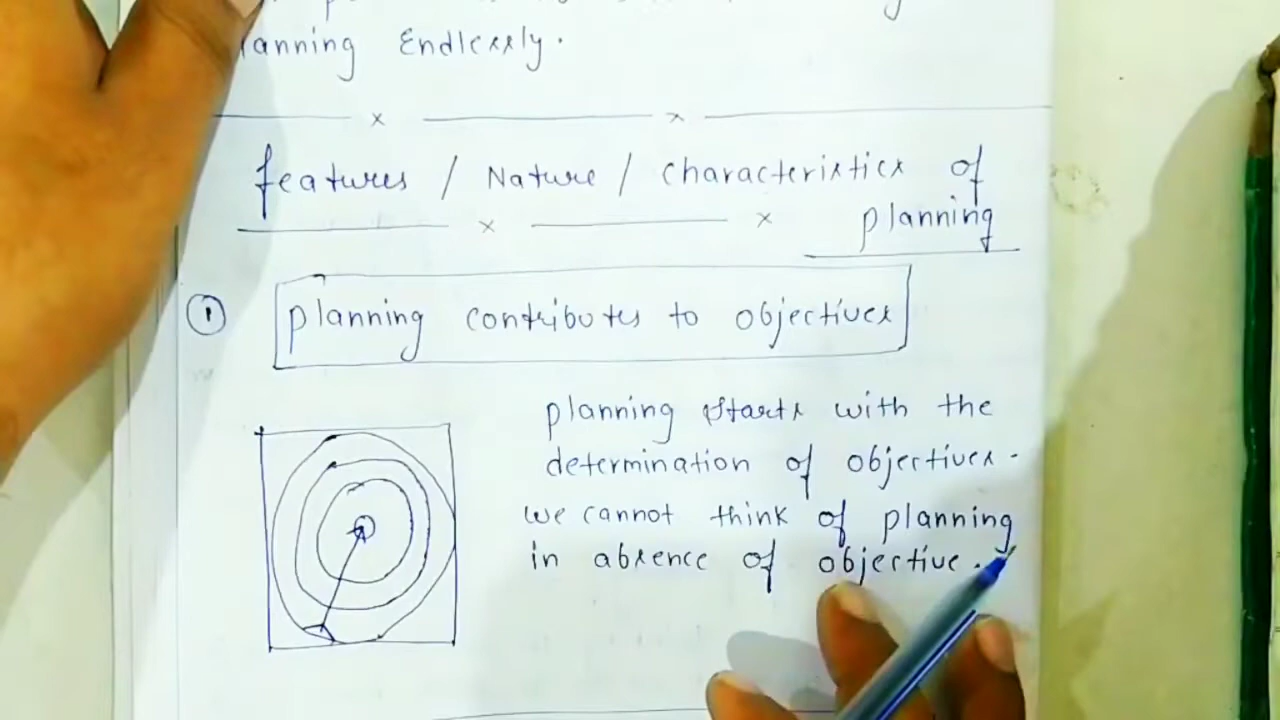 planning Endlessly.
features / Nature / characteristics of
planning
1
planning contributes to objectives
planning starts with the
determination of objectives.
we cannot think of planning
in absence of objective.